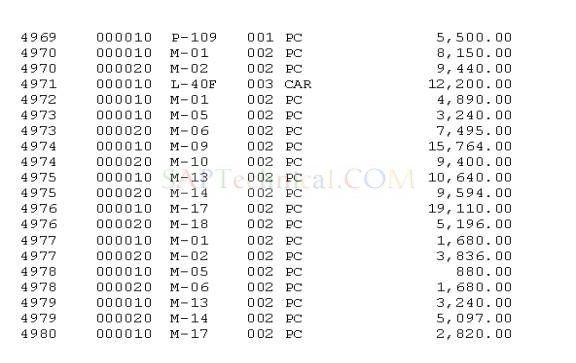 4969 000010 P-109 001 PC 5,500.00
4970 000010 M-01 002 PC 8,150.00
4970 000020 M-02 002 PC 9,440.00
4971 000010 L-40F 003 CAR 12,200.00
4972 000010 M-01 002 PC 4,890.00
4973 000010 M-05 002 PC 3,240.00
4973 000020 M-06 002 PC 7,495.00
4974 000010 M-09 002 PC 15,764.00
4974 000020 M-10 002 PC 9,400.00
4975 000010 M-13 002 PC 10,640.00
SAPTechnical.COM
4975 000020 M-14 002 PC 9,594.00
4976 000010 M-17 002 PC 19,110.00
4976 000020 M-18 002 PC 5,196.00
4977 000010 M-01 002 PC 1,680.00
4977 000020 M-02 002 PC 3,836.00
4978 000010 M-05 002 PC 880.00
4978 000020 M-06 002 PC 1,680.00
4979 000010 M-13 002 PC 3,240.00
4979 000020 M-14 002 PC 5,097.00
4980 000010 M-17 002 PC 2,820.00